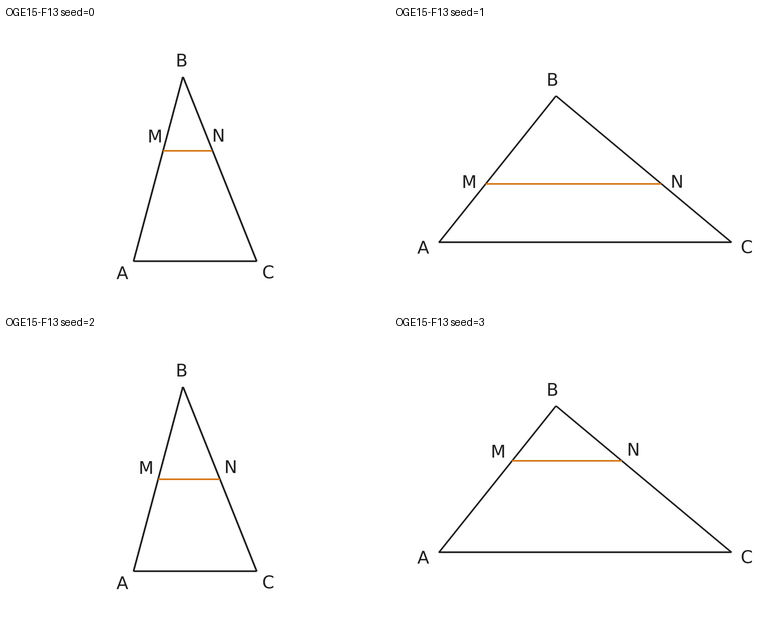 OGE15-F13 seed=0
B
M N
A C
OGE15-F13 seed=1
B
M N
A C
OGE15-F13 seed=2
B
M N
A C
OGE15-F13 seed=3
B
M N
A C